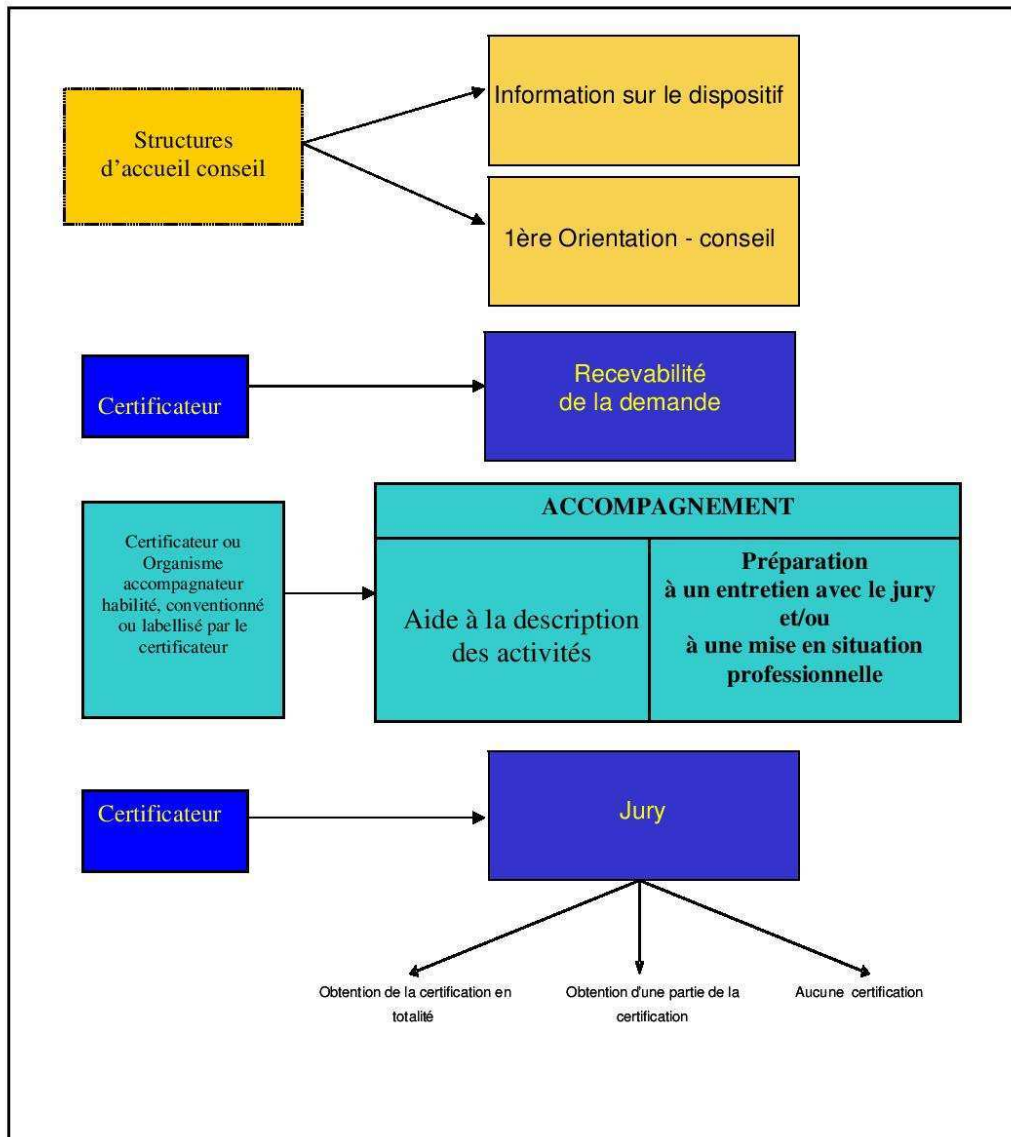 Structures
d'accueil conseil
Information sur le dispositif
1ère Orientation - conseil
Certificateur
Recevabilité
de la demande
Certificateur ou
Organisme
accompagnateur
habilité, conventionné
ou labellisé par le
certificateur
ACCOMPAGNEMENT
Aide à la description
des activités
Préparation
à un entretien avec le jury
et/ou
à une mise en situation
professionnelle
Certificateur
Jury
Obtention de la certification en
totalité
Obtention d'une partie de la
certification
Aucune certification